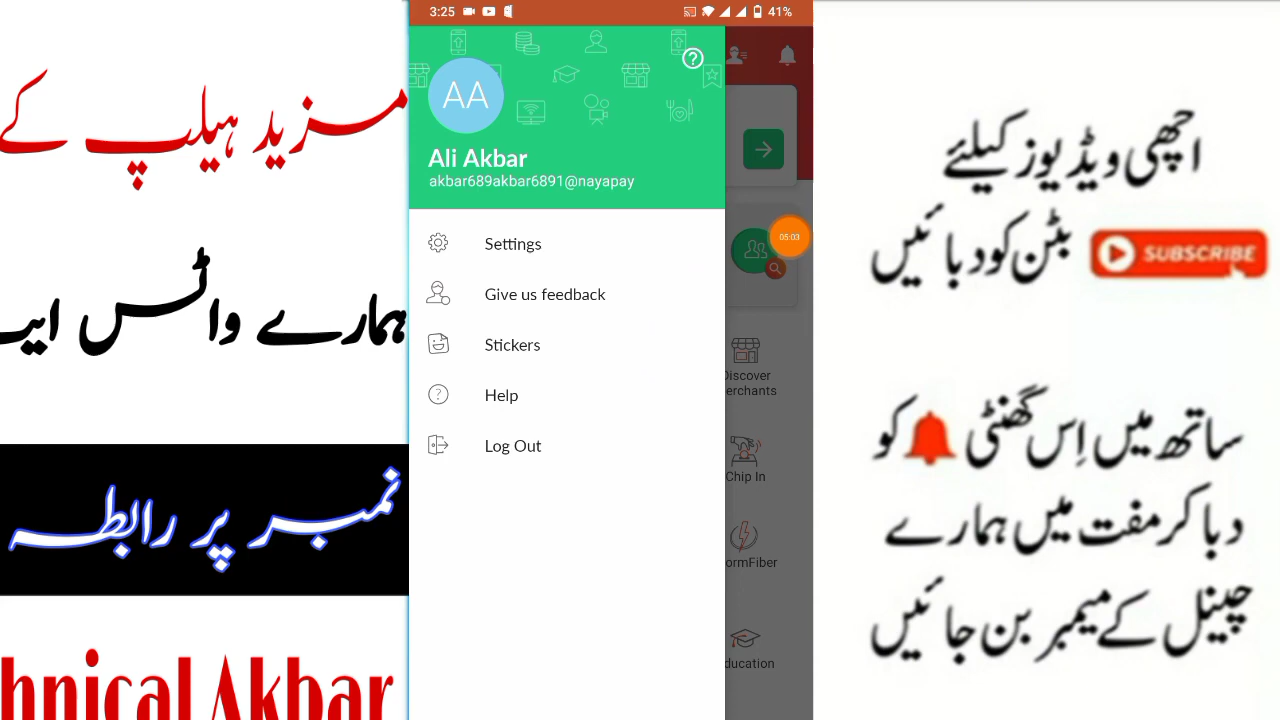 مزید ہیلپ کے
ہمارے واٹس
نمبر پر رابطہ
hnical Akbar
3:25
41%
AA
?
Ali Akbar
akbar689akbar6891@nayapay
Settings
Give us feedback
Stickers
Help
Log Out
05:03
Discover
erchants
Chip In
ormFiber
ducation
اچھی ویڈیوز کیلئے
SUBSCRIBE بٹن کو دبائیں
ساتھ میں اِس گھنٹی کو
دبا کر مفت میں ہمارے
چینل کے میمبر بن جائیں